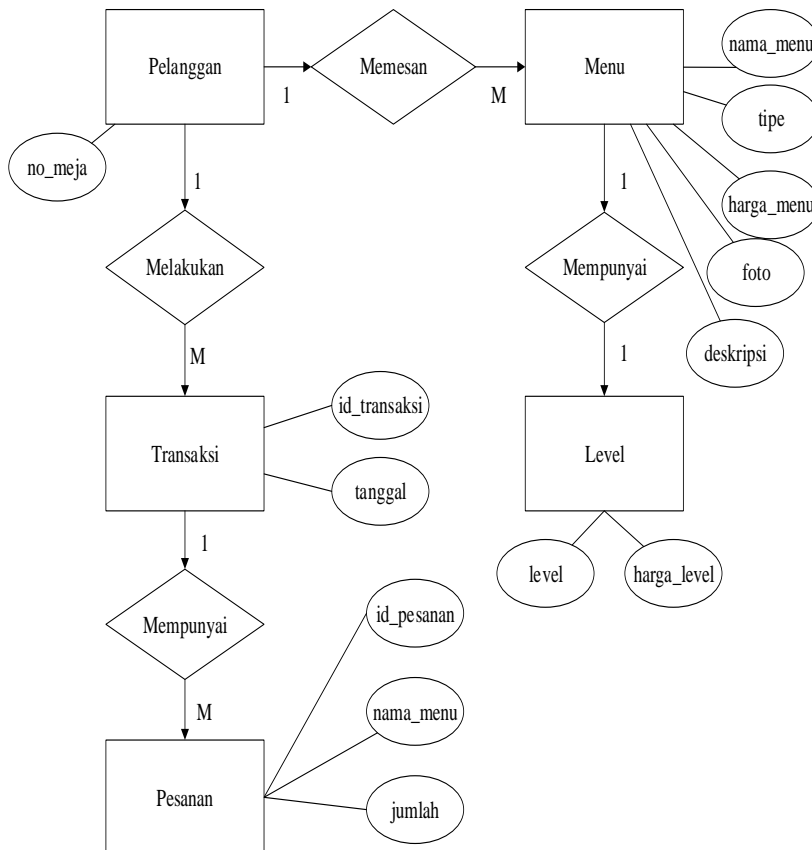 Pelanggan
1
Memesan
M
Menu
nama_menu
tipe
harga_menu
foto
deskripsi
no_meja
1
Melakukan
M
1
Mempunyai
1
Transaksi
id_transaksi
tanggal
Level
level
harga_level
1
Mempunyai
M
Pesanan
id_pesanan
nama_menu
jumlah